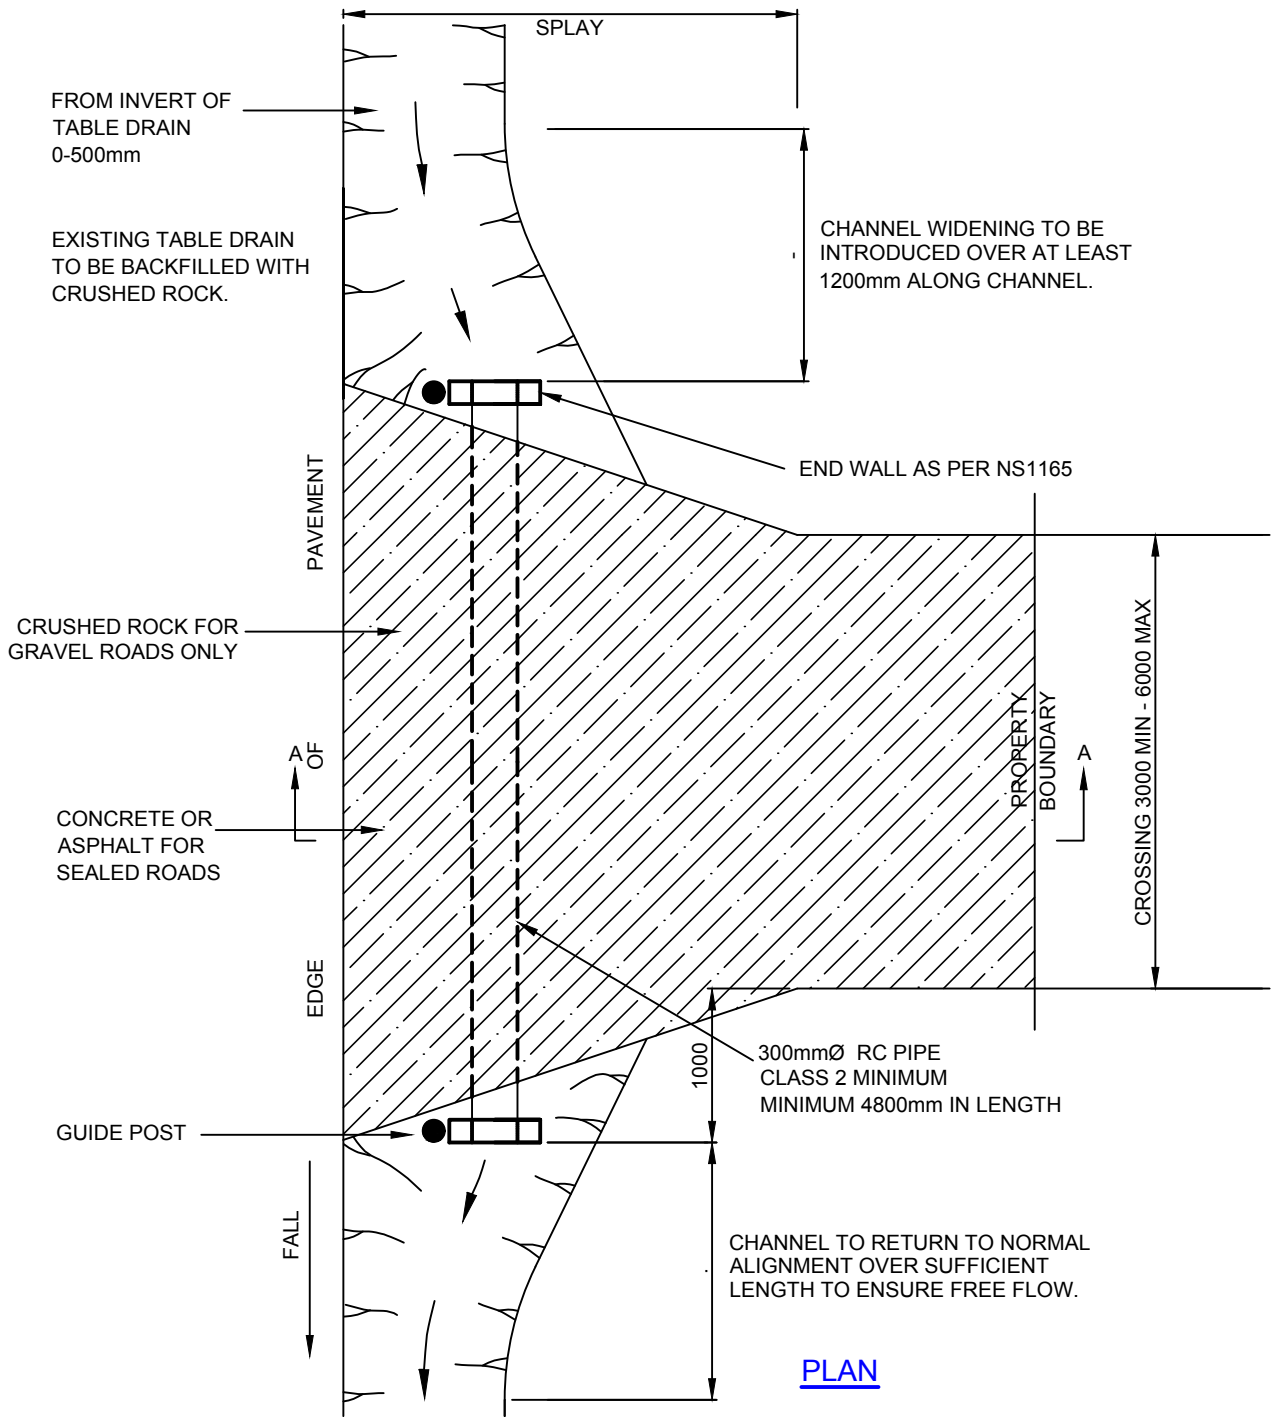 SPLAY
FROM INVERT OF
TABLE DRAIN
0-500mm
EXISTING TABLE DRAIN
TO BE BACKFILLED WITH
CRUSHED ROCK.
CHANNEL WIDENING TO BE
INTRODUCED OVER AT LEAST
1200mm ALONG CHANNEL.
END WALL AS PER NS1165
CRUSHED ROCK FOR
GRAVEL ROADS ONLY
EDGE OF PAVEMENT
A
PROPERTY
BOUNDARY
A
CROSSING 3000 MIN - 6000 MAX
CONCRETE OR
ASPHALT FOR
SEALED ROADS
1000
300mmØ RC PIPE
CLASS 2 MINIMUM
MINIMUM 4800mm IN LENGTH
GUIDE POST
FALL
CHANNEL TO RETURN TO NORMAL
ALIGNMENT OVER SUFFICIENT
LENGTH TO ENSURE FREE FLOW.
PLAN